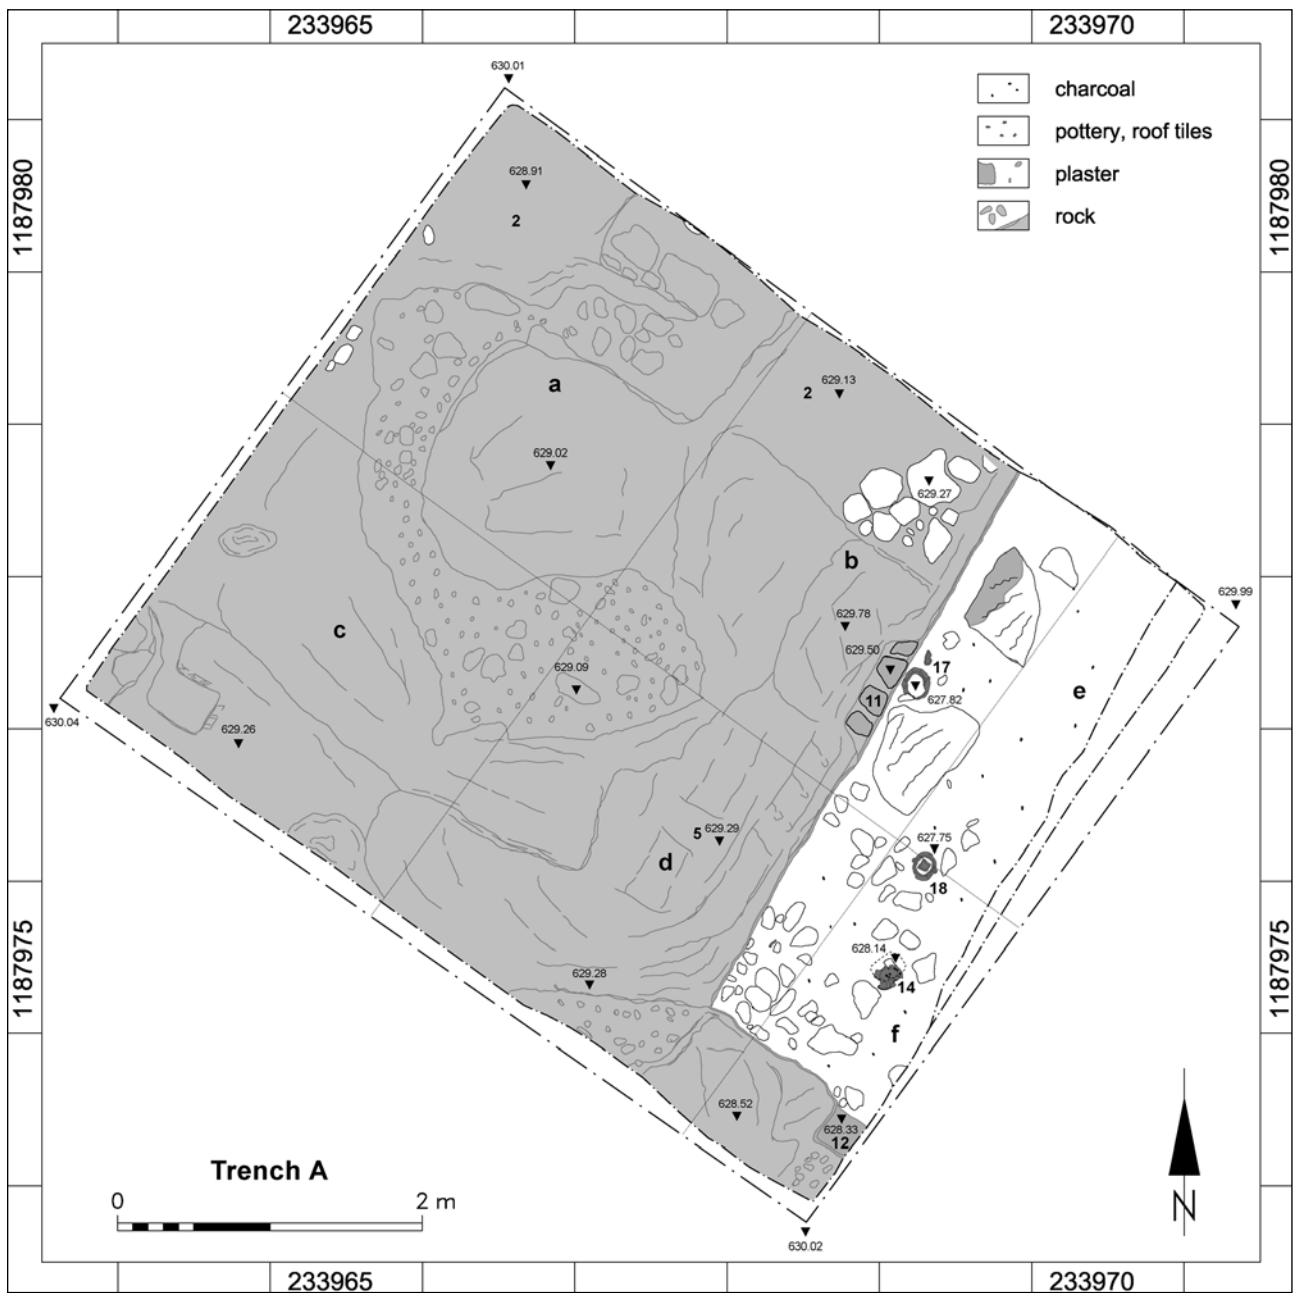 233965
233970
630.01
charcoal
pottery, roof tiles
plaster
rock
1187980
1187980
628.91
2
a
629.13
2
629.02
629.27
b
629.99
c
629.78
629.50
17
11
627.82
e
629.09
630.04
629.26
5
629.29
d
627.75
18
628.14
14
1187975
1187975
629.28
f
628.52
628.33
12
Trench A
0
2 m
N
630.02
233965
233970